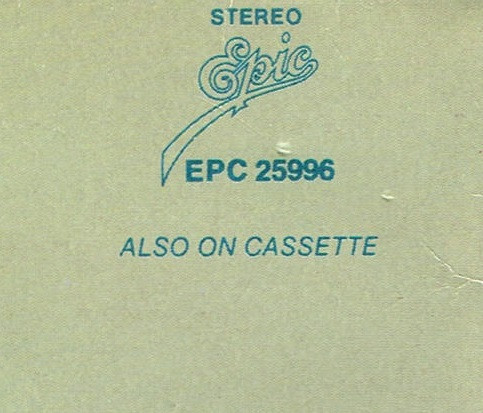 STEREO
Epic
EPC 25996
ALSO ON CASSETTE